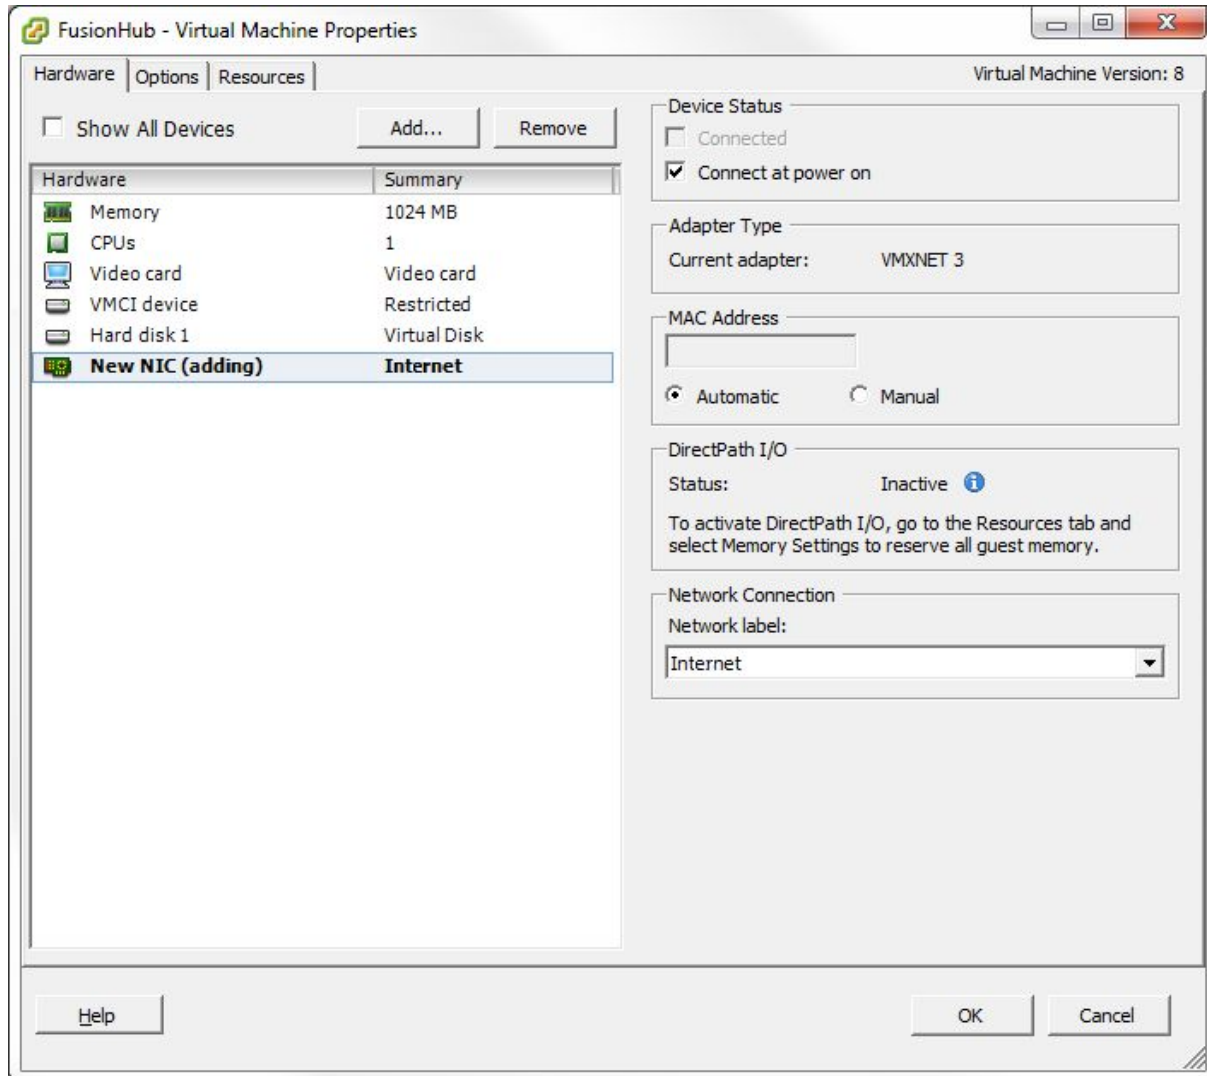 FusionHub - Virtual Machine Properties
Hardware Options Resources Virtual Machine Version: 8
Show All Devices Add... Remove
Hardware Summary
Memory 1024 MB
CPUs 1
Video card Video card
VMCI device Restricted
Hard disk 1 Virtual Disk
New NIC (adding) Internet
Device Status
Connected
Connect at power on
Adapter Type
Current adapter: VMXNET 3
MAC Address
Automatic Manual
DirectPath I/O
Status: Inactive
To activate DirectPath I/O, go to the Resources tab and
select Memory Settings to reserve all guest memory.
Network Connection
Network label:
Internet
Help OK Cancel